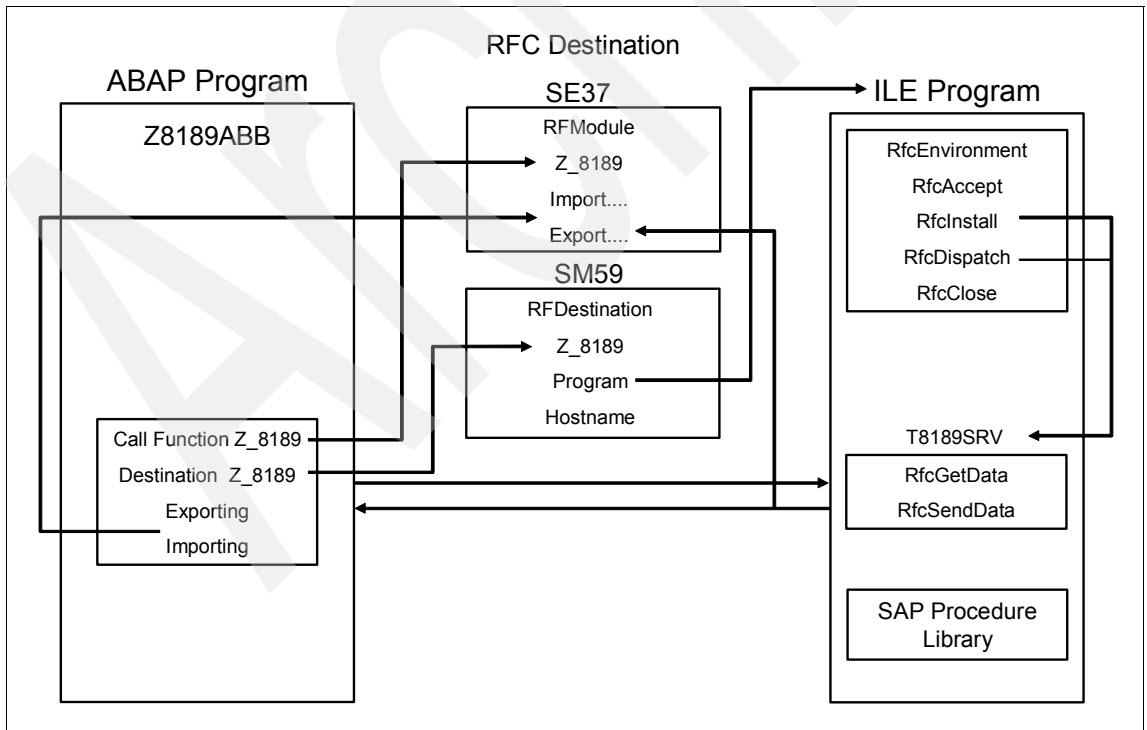 RFC Destination
ABAP Program
Z8189ABB
Call Function Z_8189
Destination Z_8189
Exporting
Importing
SE37
RFModule
Z_8189
Import....
Export....
SM59
RFDestination
Z_8189
Program
Hostname
ILE Program
RfcEnvironment
RfcAccept
RfcInstall
RfcDispatch
RfcClose
T8189SRV
RfcGetData
RfcSendData
SAP Procedure
Library